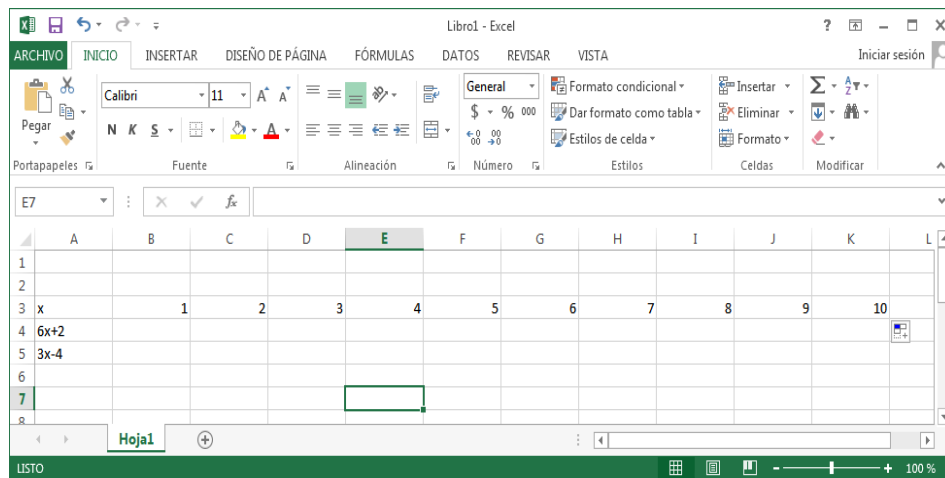 Libro1 - Excel ?
ARCHIVO INICIO INSERTAR DISEÑO DE PÁGINA FÓRMULAS DATOS REVISAR VISTA Iniciar sesión
Pegar
Portapapeles
Calibri 11 A A
N K S A
Fuente
Alineación
General
$ % 000
Número
Formato condicional
Dar formato como tabla
Estilos de celda
Estilos
Insertar
Eliminar
Formato
Celdas
Σ A Z
Modificar
E7 fx
A B C D E F G H I J K L
1
2
3 x 1 2 3 4 5 6 7 8 9 10
4 6x+2
5 3x-4
6
7
8
Hoja1
LISTO 100 %